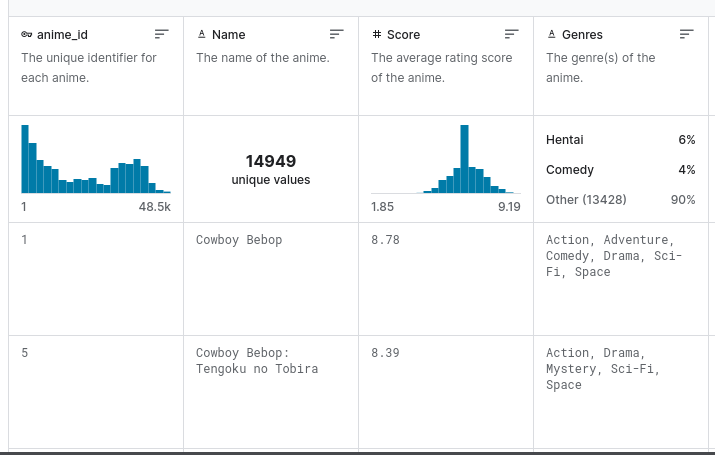 anime_id
Name
Score
Genres
The unique identifier for
each anime.
The name of the anime.
The average rating score
of the anime.
The genre(s) of the
anime.
1
48.5k
14949
unique values
1.85
9.19
Hentai 6%
Comedy 4%
Other (13428) 90%
1
Cowboy Bebop
8.78
Action, Adventure,
Comedy, Drama, Sci-
Fi, Space
5
Cowboy Bebop:
Tengoku no Tobira
8.39
Action, Drama,
Mystery, Sci-Fi,
Space